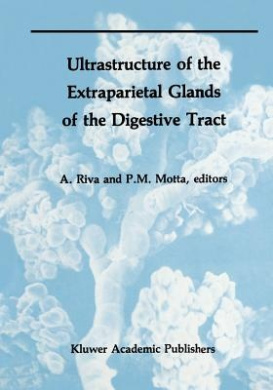 Ultrastructure of the
Extraparietal Glands
of the Digestive Tract
A. Riva and P.M. Motta, editors
Kluwer Academic Publishers